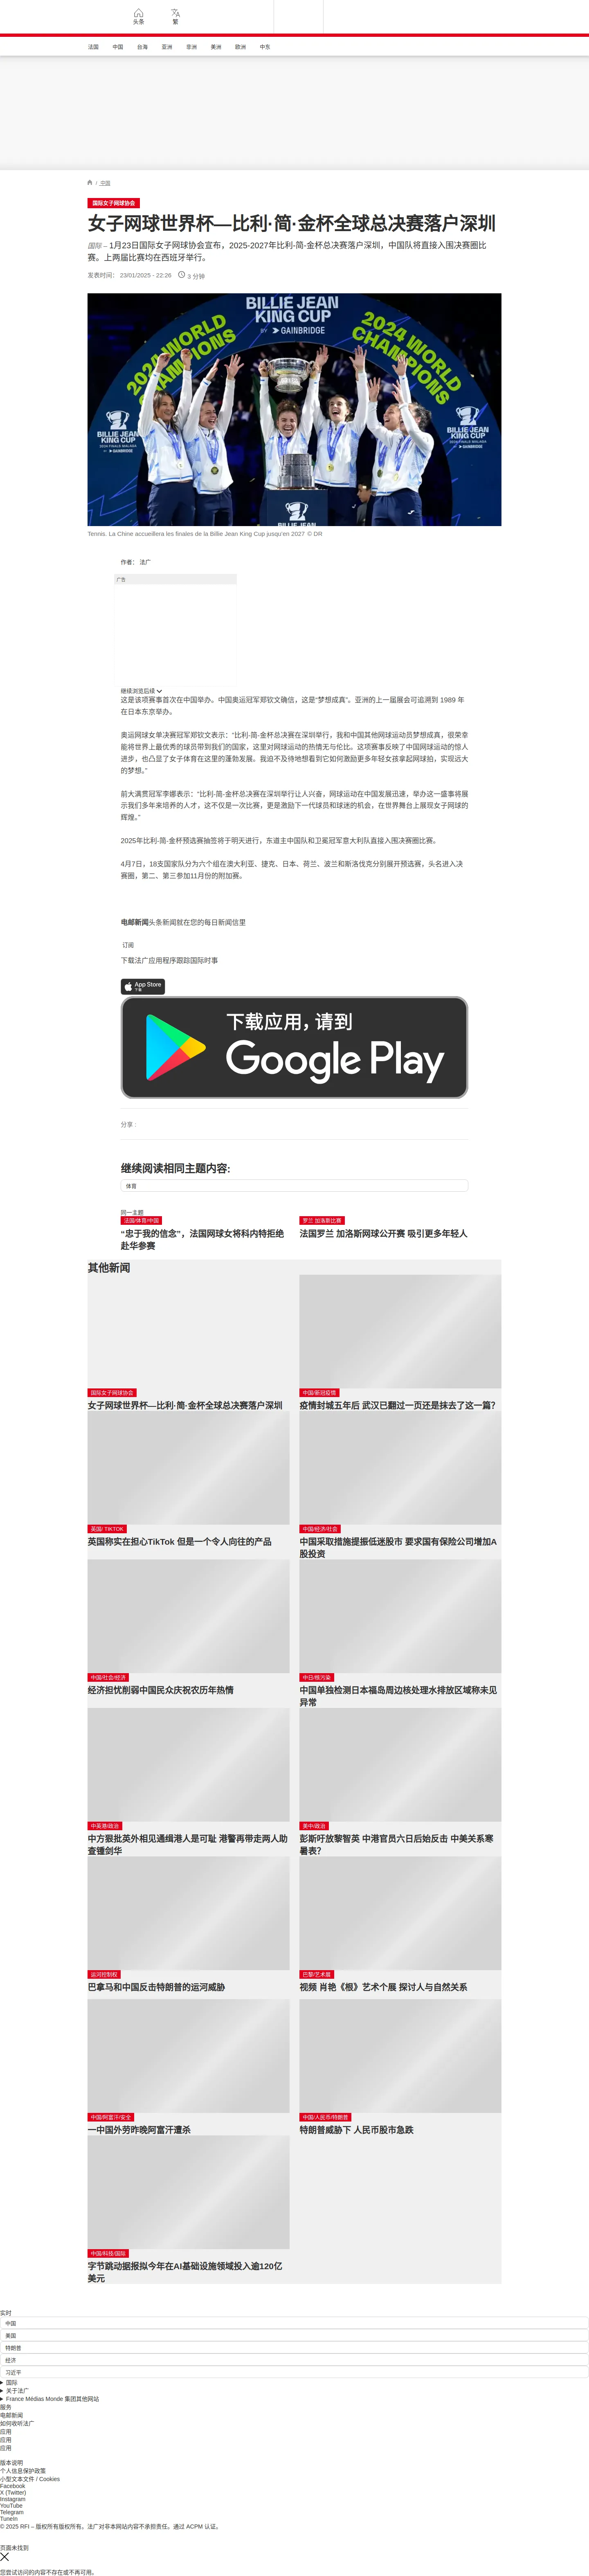 头条
繁
法国
中国
台海
亚洲
非洲
美洲
欧洲
中东
/ 中国
国际女子网球协会
女子网球世界杯—比利·简·金杯全球总决赛落户深圳
国际 – 1月23日国际女子网球协会宣布，2025-2027年比利-简-金杯总决赛落户深圳，中国队将直接入围决赛圈比
赛。上两届比赛均在西班牙举行。
发表时间： 23/01/2025 - 22:26
3 分钟
BILLIE JEAN
KING CUP
BY GAINBRIDGE
2024 WORLD
CHAMPIONS
2024 WORLD
CHAMPIONS
BILLIE JEAN
KING CUP
2024 FINALS MALAGA
BY GAINBRIDGE
BILLIE JEAN
KING CUP
2024 FINALS MALAGA
BY GAINBRIDGE
BILLIE JEAN
Tennis. La Chine accueillera les finales de la Billie Jean King Cup jusqu'en 2027 © DR
作者： 法广
广告
继续浏览后续
这是该项赛事首次在中国举办。中国奥运冠军郑钦文确信，这是“梦想成真”。亚洲的上一届展会可追溯到 1989 年
在日本东京举办。
奥运网球女单决赛冠军郑钦文表示：“比利-简-金杯总决赛在深圳举行，我和中国其他网球运动员梦想成真，很荣幸
能将世界上最优秀的球员带到我们的国家，这里对网球运动的热情无与伦比。这项赛事反映了中国网球运动的惊人
进步，也凸显了女子体育在这里的蓬勃发展。我迫不及待地想看到它如何激励更多年轻女孩拿起网球拍，实现远大
的梦想。”
前大满贯冠军李娜表示：“比利-简-金杯总决赛在深圳举行让人兴奋，网球运动在中国发展迅速，举办这一盛事将展
示我们多年来培养的人才，这不仅是一次比赛，更是激励下一代球员和球迷的机会，在世界舞台上展现女子网球的
辉煌。”
2025年比利-简-金杯预选赛抽签将于明天进行，东道主中国队和卫冕冠军意大利队直接入围决赛圈比赛。
4月7日，18支国家队分为六个组在澳大利亚、捷克、日本、荷兰、波兰和斯洛伐克分别展开预选赛，头名进入决
赛圈，第二、第三参加11月份的附加赛。
电邮新闻头条新闻就在您的每日新闻信里
订阅
下载法广应用程序跟踪国际时事
App Store
下载
下载应用，请到
Google Play
分享 :
继续阅读相同主题内容:
体育
同一主题
法国/体育/中国
“忠于我的信念”，法国网球女将科内特拒绝
赴华参赛
罗兰 加洛斯比赛
法国罗兰 加洛斯网球公开赛 吸引更多年轻人
其他新闻
国际女子网球协会
女子网球世界杯—比利·简·金杯全球总决赛落户深圳
中国/新冠疫情
疫情封城五年后 武汉已翻过一页还是抹去了这一篇?
英国/ TIKTOK
英国称实在担心TikTok 但是一个令人向往的产品
中国/经济/社会
中国采取措施提振低迷股市 要求国有保险公司增加A
股投资
中国/社会/经济
经济担忧削弱中国民众庆祝农历年热情
中日/核污染
中国单独检测日本福岛周边核处理水排放区域称未见
异常
中英港/政治
中方狠批英外相见通缉港人是可耻 港警再带走两人助
查锺剑华
美中/政治
彭斯吁放黎智英 中港官员六日后始反击 中美关系寒
暑表?
运河控制权
巴拿马和中国反击特朗普的运河威胁
巴黎/艺术展
视频 肖艳《根》艺术个展 探讨人与自然关系
中国/阿富汗/安全
一中国外劳昨晚阿富汗遭杀
中国/人民币/特朗普
特朗普威胁下 人民币股市急跌
中国/科技/国际
字节跳动据报拟今年在AI基础设施领域投入逾120亿
美元
实时
中国
美国
特朗普
经济
习近平
国际
关于法广
France Médias Monde 集团其他网站
服务
电邮新闻
如何收听法广
应用
应用
应用
版本说明
个人信息保护政策
小型文本文件 / Cookies
Facebook
X (Twitter)
Instagram
YouTube
Telegram
TuneIn
© 2025 RFI – 版权所有版权所有。法广对非本网站内容不承担责任。通过 ACPM 认证。
页面未找到
您尝试访问的内容不存在或不再可用。